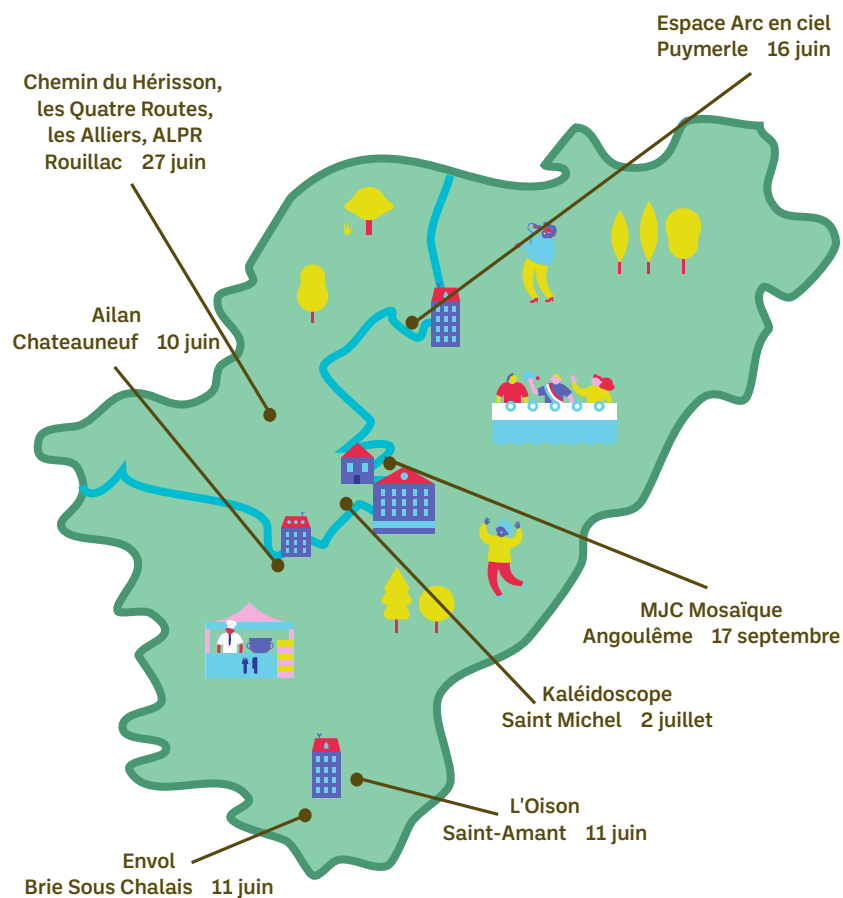 Espace Arc en ciel
Puymerle 16 juin
Chemin du Hérisson,
les Quatre Routes,
les Alliers, ALPR
Rouillac 27 juin
Ailan
Chateauneuf 10 juin
MJC Mosaïque
Angoulême 17 septembre
Kaléidoscope
Saint Michel 2 juillet
L'Oison
Saint-Amant 11 juin
Envol
Brie Sous Chalais 11 juin